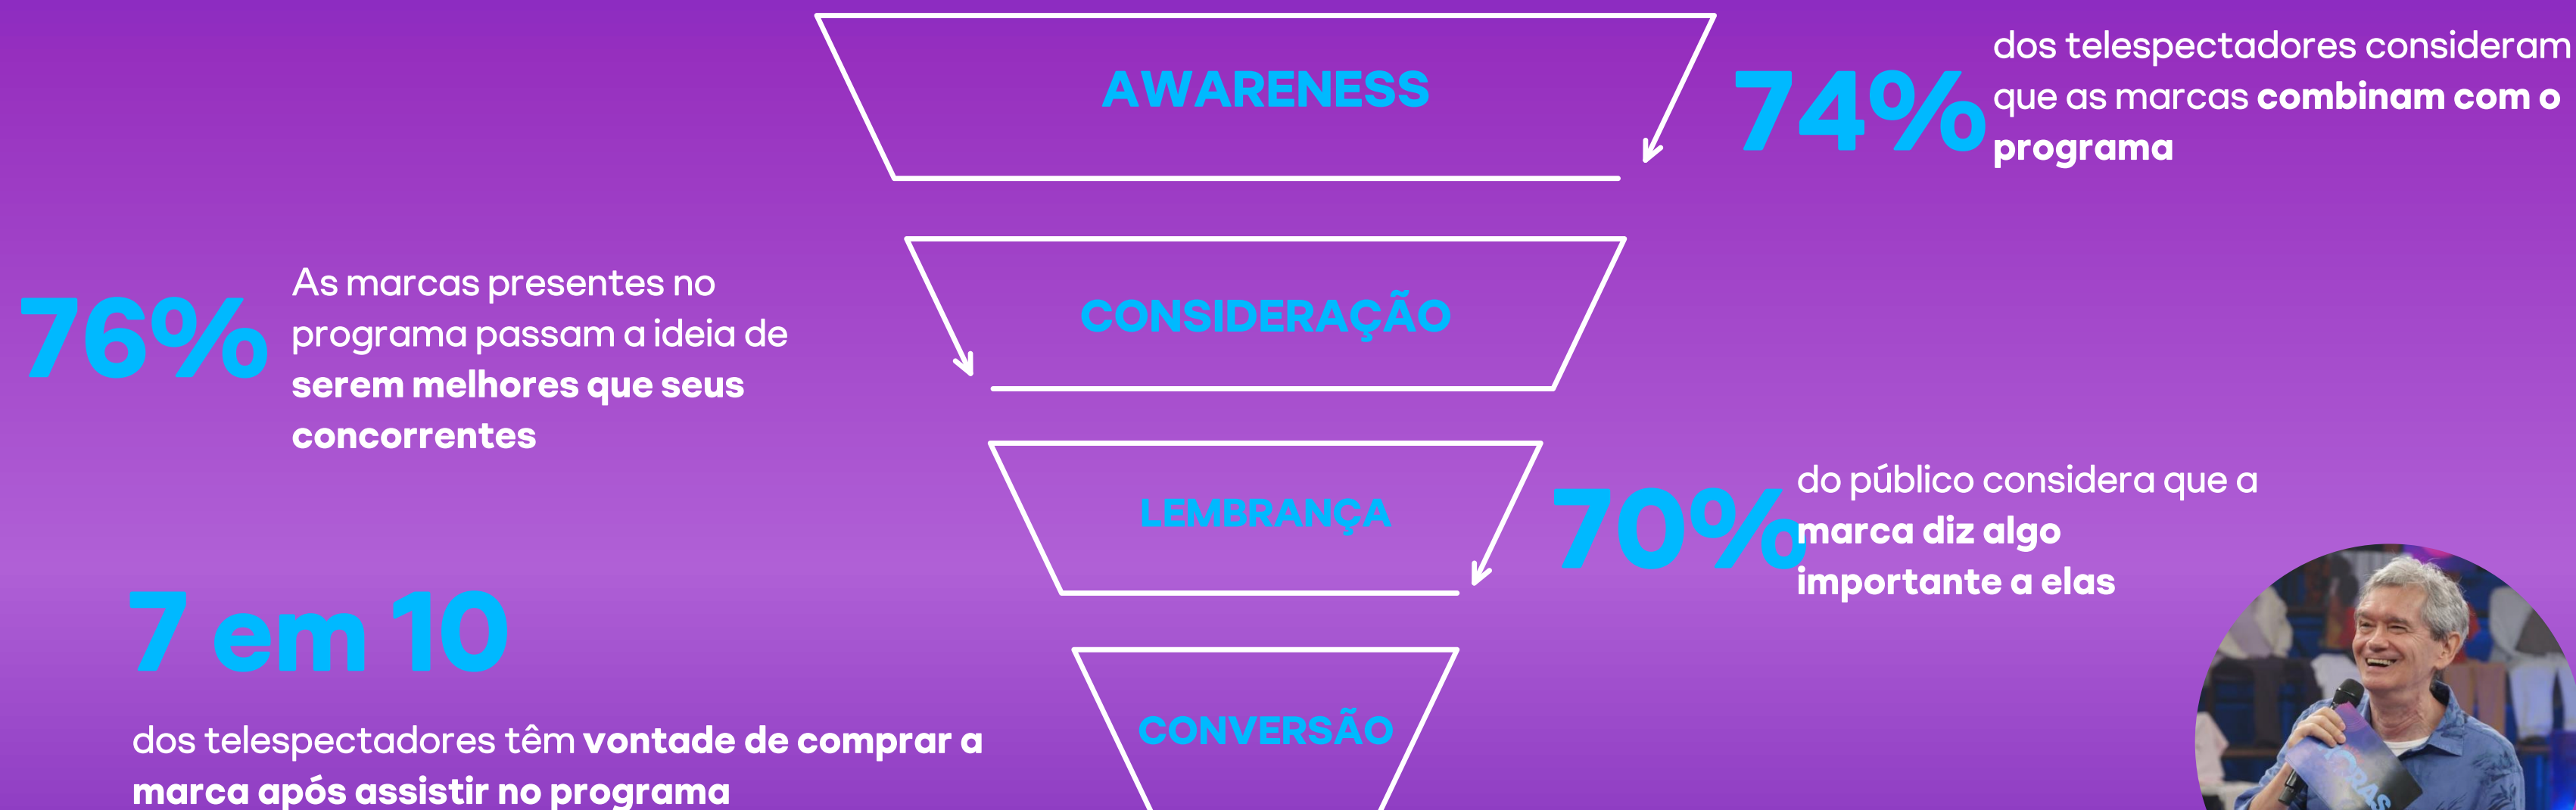 AWARENESS
74%
dos telespectadores consideram
que as marcas combinam com o
programa
76%
As marcas presentes no
programa passam a ideia de
serem melhores que seus
concorrentes
CONSIDERAÇÃO
LEMBRANÇA
70%
do público considera que a
marca diz algo
importante a elas
7 em 10
dos telespectadores têm vontade de comprar a
marca após assistir no programa
CONVERSÃO